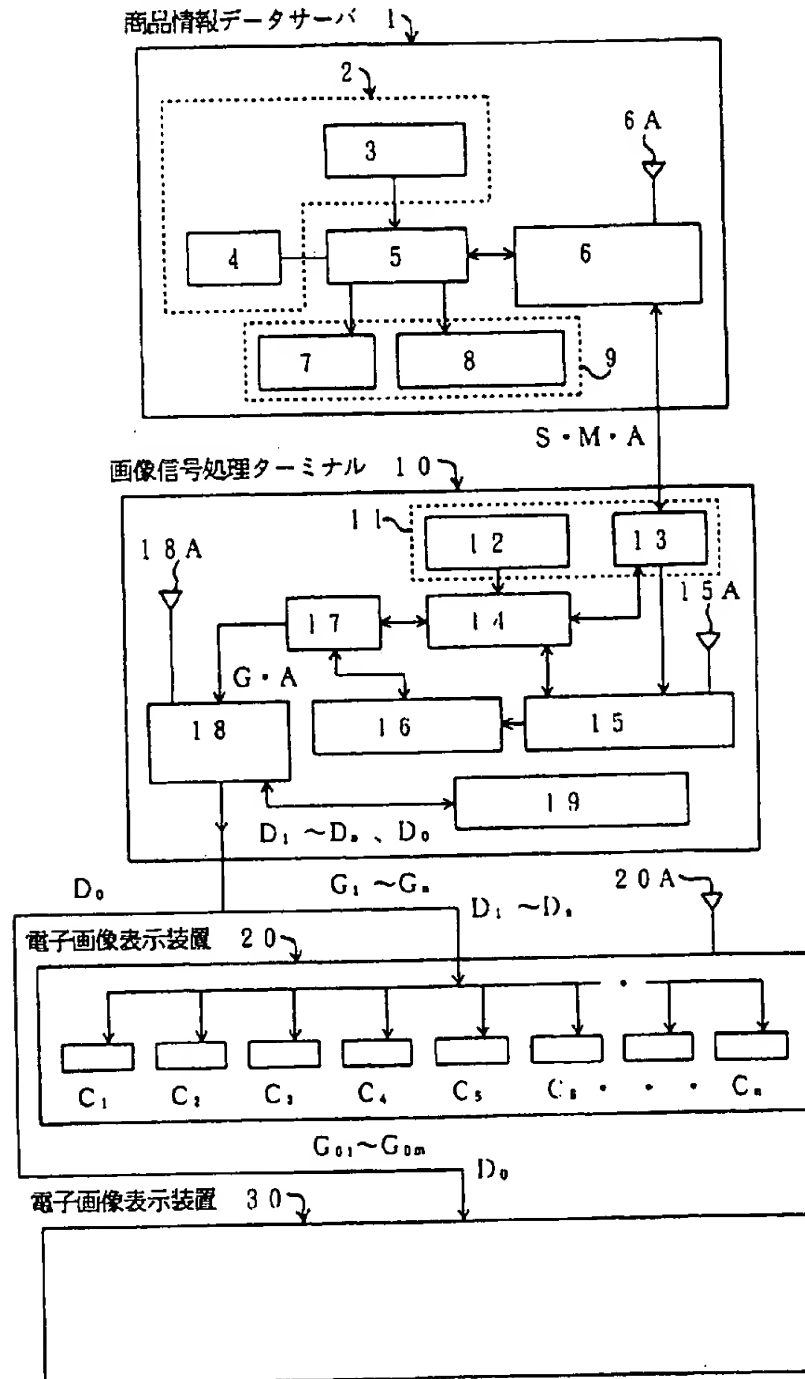 商品情報データサーバ 1
2
3
6A
4
5
6
7
8
9
S・M・A
画像信号処理ターミナル 10
11
12
13
18A
15A
17
14
G・A
18
16
15
19
D₁～Dₙ、D₀
D₀
G₁～Gₙ
D₁～Dₙ
20A
電子画像表示装置 20
C₁ C₂ C₃ C₄ C₅ C₆ ・ ・ ・ Cₙ
G₀₁～G₀ₘ
D₀
電子画像表示装置 30